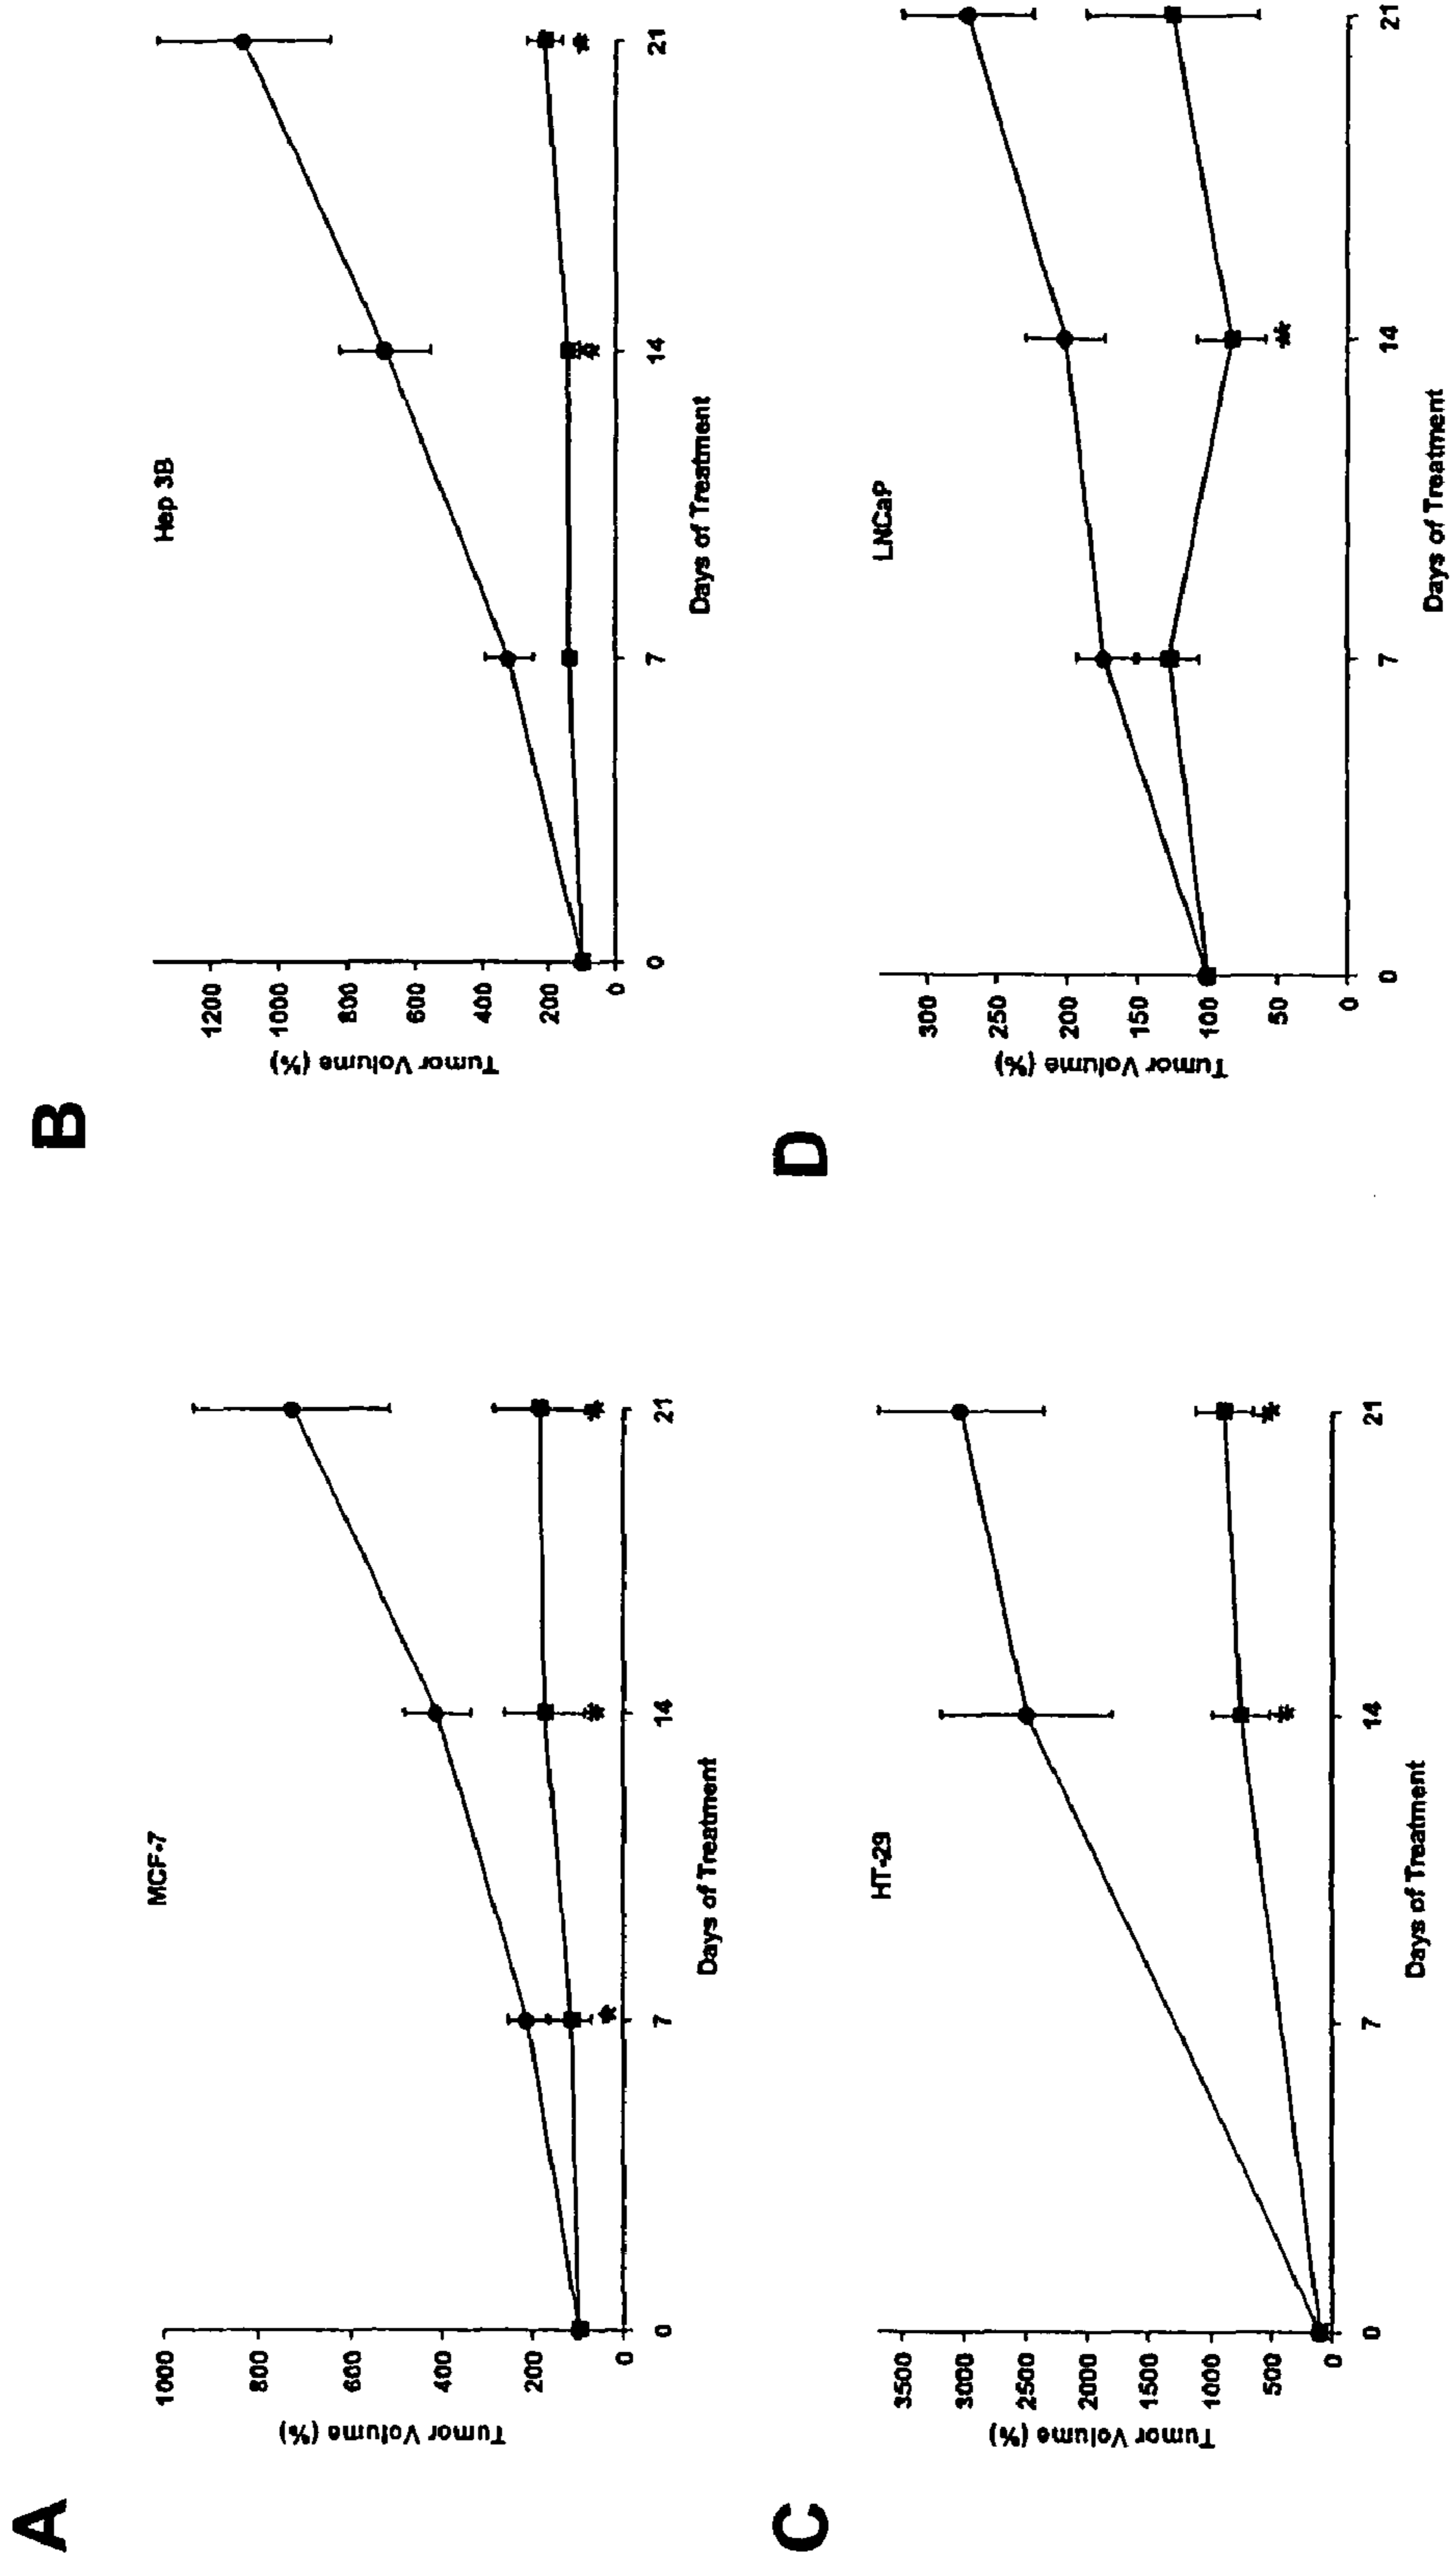 A
MCF-7
Tumor Volume (%)
1000
800
600
400
200
0
0 7 14 21
*
*
*
Days of Treatment
B
Hep 3B
Tumor Volume (%)
1200
1000
800
600
400
200
0
0 7 14 21
*
*
Days of Treatment
C
HT-29
Tumor Volume (%)
3500
3000
2500
2000
1500
1000
500
0
0 7 14 21
*
*
Days of Treatment
D
LNCaP
Tumor Volume (%)
300
250
200
150
100
50
0
0 7 14 21
*
Days of Treatment